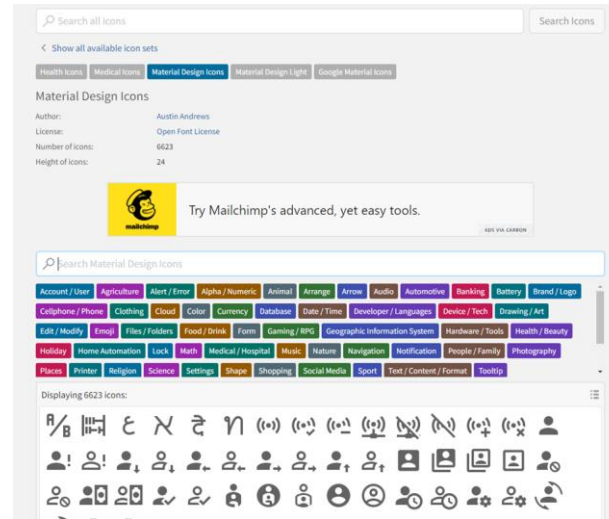 Search all icons
Search Icons
Show all available icon sets
Health Icons Medical Icons Material Design Icons Material Design Light Google Material Icons
Material Design Icons
Author: Austin Andrews
License: Open Font License
Number of icons: 6623
Height of icons: 24
mailchimp
Try Mailchimp's advanced, yet easy tools.
ADS VIA CARBON
Search Material Design Icons
Account / User Agriculture Alert / Error Alpha / Numeric Animal Arrange Arrow Audio Automotive Banking Battery Brand / Logo
Cellphone / Phone Clothing Cloud Color Currency Database Date / Time Developer / Languages Device / Tech Drawing / Art
Edit / Modify Emoji Files / Folders Food / Drink Form Gaming / RPG Geographic Information System Hardware / Tools Health / Beauty
Holiday Home Automation Lock Math Medical / Hospital Music Nature Navigation Notification People / Family Photography
Places Printer Religion Science Settings Shape Shopping Social Media Sport Text / Content / Format Tooltip
Displaying 6623 icons: